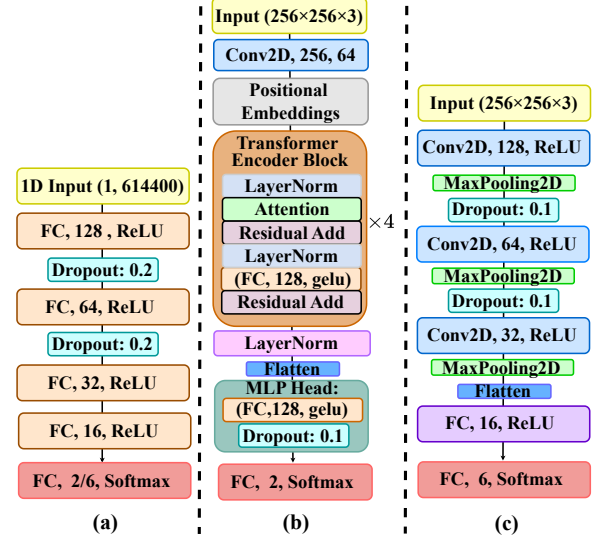 1D Input (1, 614400)
FC, 128 , ReLU
Dropout: 0.2
FC, 64, ReLU
Dropout: 0.2
FC, 32, ReLU
FC, 16, ReLU
FC, 2/6, Softmax
(a)
Input (256×256×3)
Conv2D, 256, 64
Positional
Embeddings
Transformer
Encoder Block
LayerNorm
Attention
Residual Add
LayerNorm
(FC, 128, gelu)
Residual Add
×4
LayerNorm
Flatten
MLP Head:
(FC,128, gelu)
Dropout: 0.1
FC, 2, Softmax
(b)
Input (256×256×3)
Conv2D, 128, ReLU
MaxPooling2D
Dropout: 0.1
Conv2D, 64, ReLU
MaxPooling2D
Dropout: 0.1
Conv2D, 32, ReLU
MaxPooling2D
Flatten
FC, 16, ReLU
FC, 6, Softmax
(c)